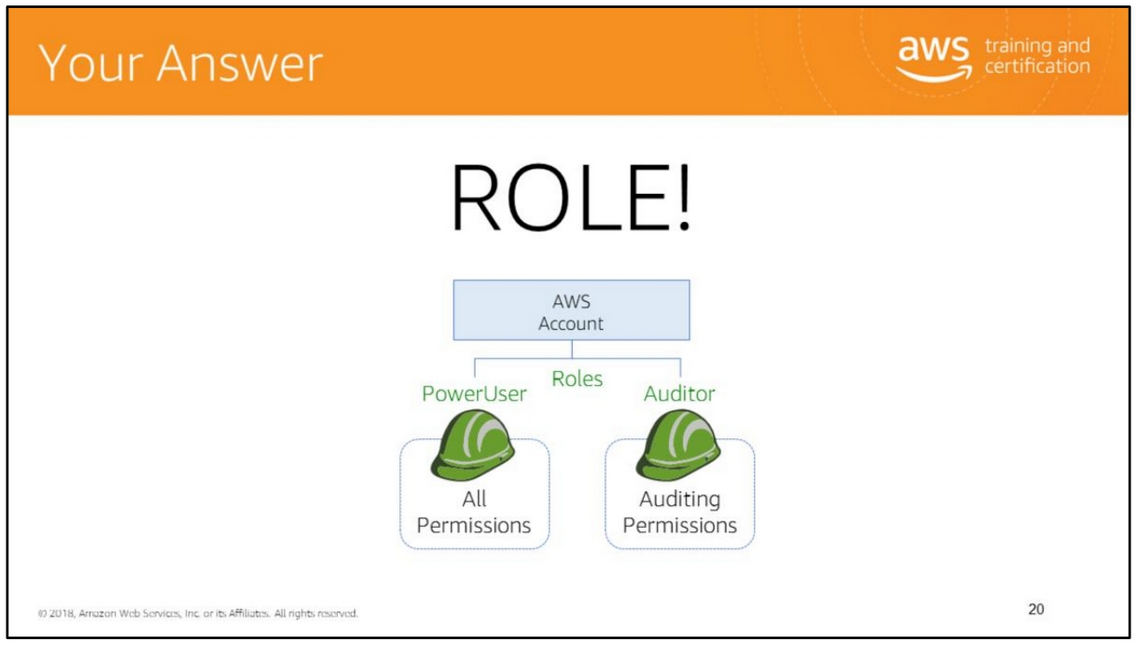 Your Answer
aws training and
certification
ROLE!
AWS
Account
Roles
PowerUser
Auditor
All
Permissions
Auditing
Permissions
© 2018, Amazon Web Services, Inc. or its Affiliates. All rights reserved.
20